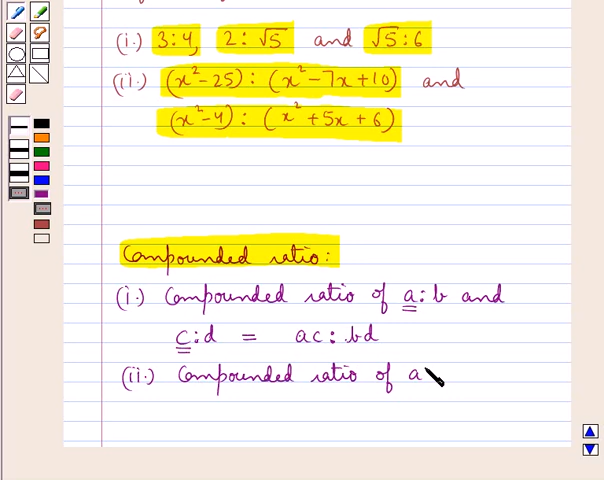 (i.) 3 : 4, 2 : √5 and √5 : 6
(ii.) (x² - 25) : (x² - 7x + 10) and
(x² - 4) : (x² + 5x + 6)
Compounded ratio :
(i.) Compounded ratio of a : b and
c : d = ac : bd
(ii.) Compounded ratio of a